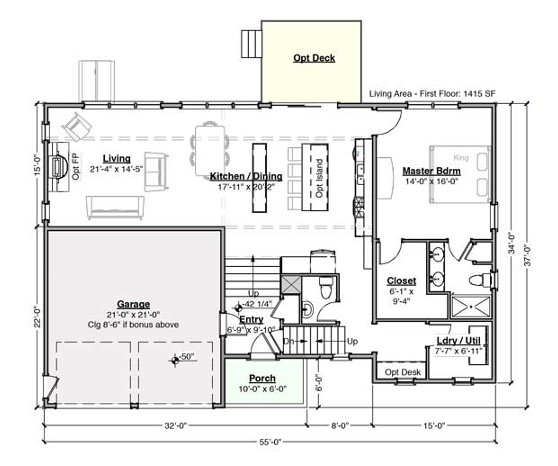 Opt Deck
Living Area - First Floor: 1415 SF
Living
21'-4" x 14'-5"
Opt FP
Kitchen / Dining
17'-11" x 20'-2"
Opt Island
Master Bdrm
14'-0" x 16'-0"
King
15'-0"
34'-0"
37'-0"
Closet
6'-1" x
9'-4"
Garage
21'-0" x 21'-0"
Clg 8'-6" if bonus above
-50"
22'-0"
Up
-42 1/4"
Entry
6'-9" x 9'-10"
Dn
Up
Ldry / Util
7'-7" x 6'-11"
Opt Desk
Porch
10'-0" x 6'-0"
6'-0"
32'-0"
8'-0"
15'-0"
55'-0"